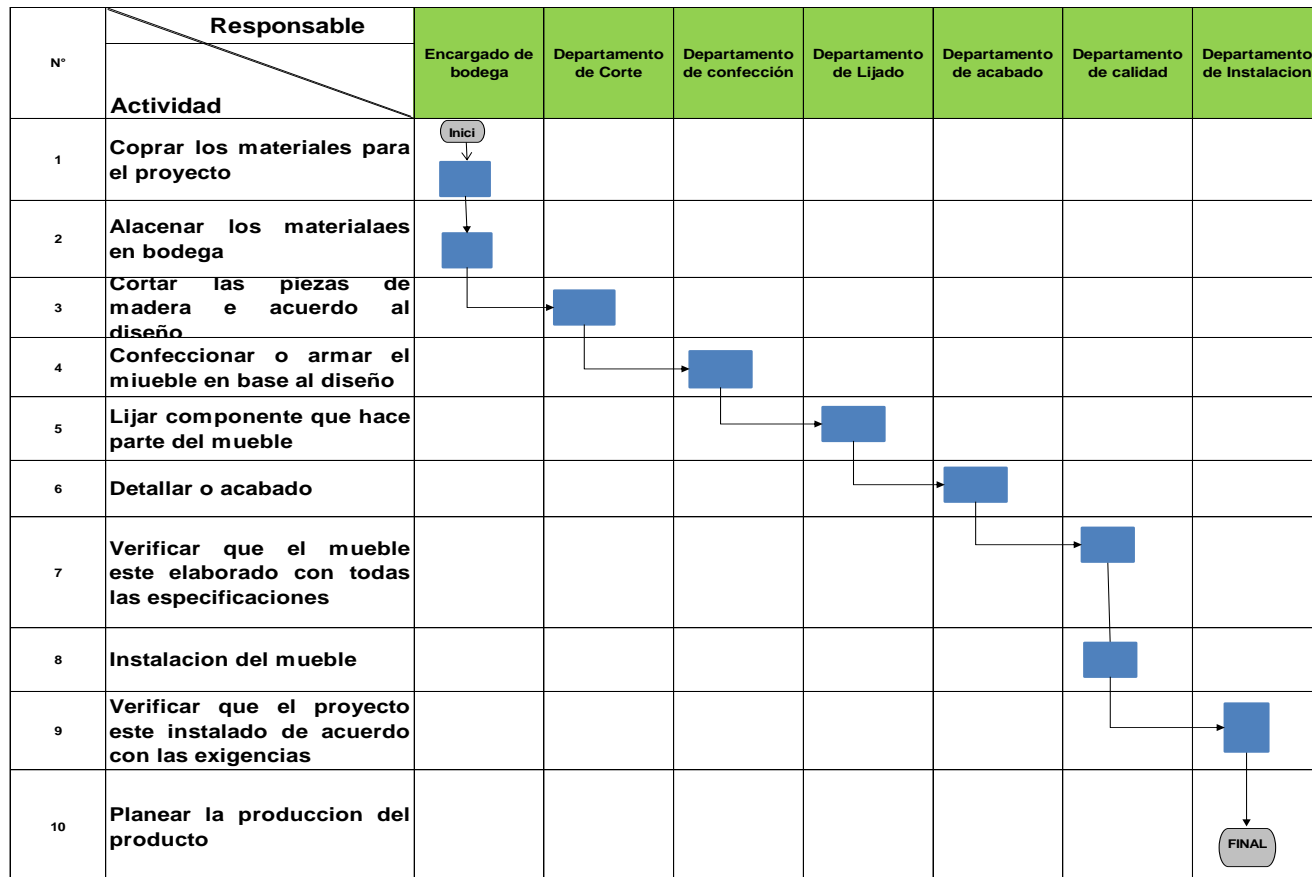 Responsable
N°
Actividad
Encargado de
bodega
Departamento
de Corte
Departamento
de confección
Departamento
de Lijado
Departamento
de acabado
Departamento
de calidad
Departamento
de Instalacion
Inici
1
Coprar los materiales para
el proyecto
2
Alacenar los materialaes
en bodega
3
Cortar las piezas de
madera e acuerdo al
diseño
4
Confeccionar o armar el
miueble en base al diseño
5
Lijar componente que hace
parte del mueble
6
Detallar o acabado
7
Verificar que el mueble
este elaborado con todas
las especificaciones
8
Instalacion del mueble
9
Verificar que el proyecto
este instalado de acuerdo
con las exigencias
10
Planear la produccion del
producto
FINAL